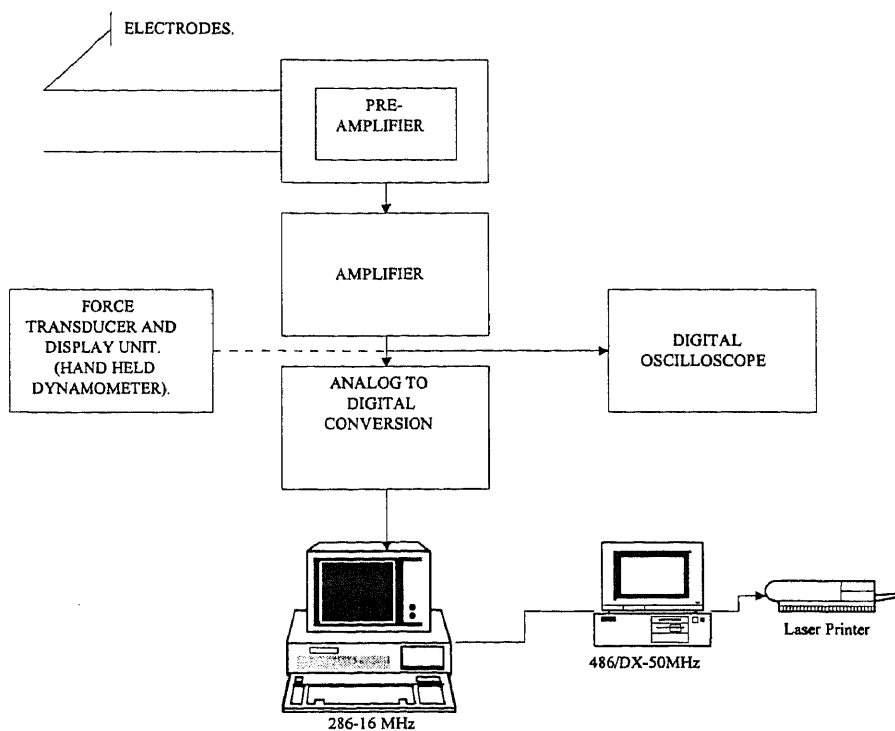 ELECTRODES.
PRE-
AMPLIFIER
AMPLIFIER
FORCE
TRANSDUCER AND
DISPLAY UNIT.
(HAND HELD
DYNAMOMETER).
DIGITAL
OSCILLOSCOPE
ANALOG TO
DIGITAL
CONVERSION
Laser Printer
486/DX-50MHz
286-16 MHz